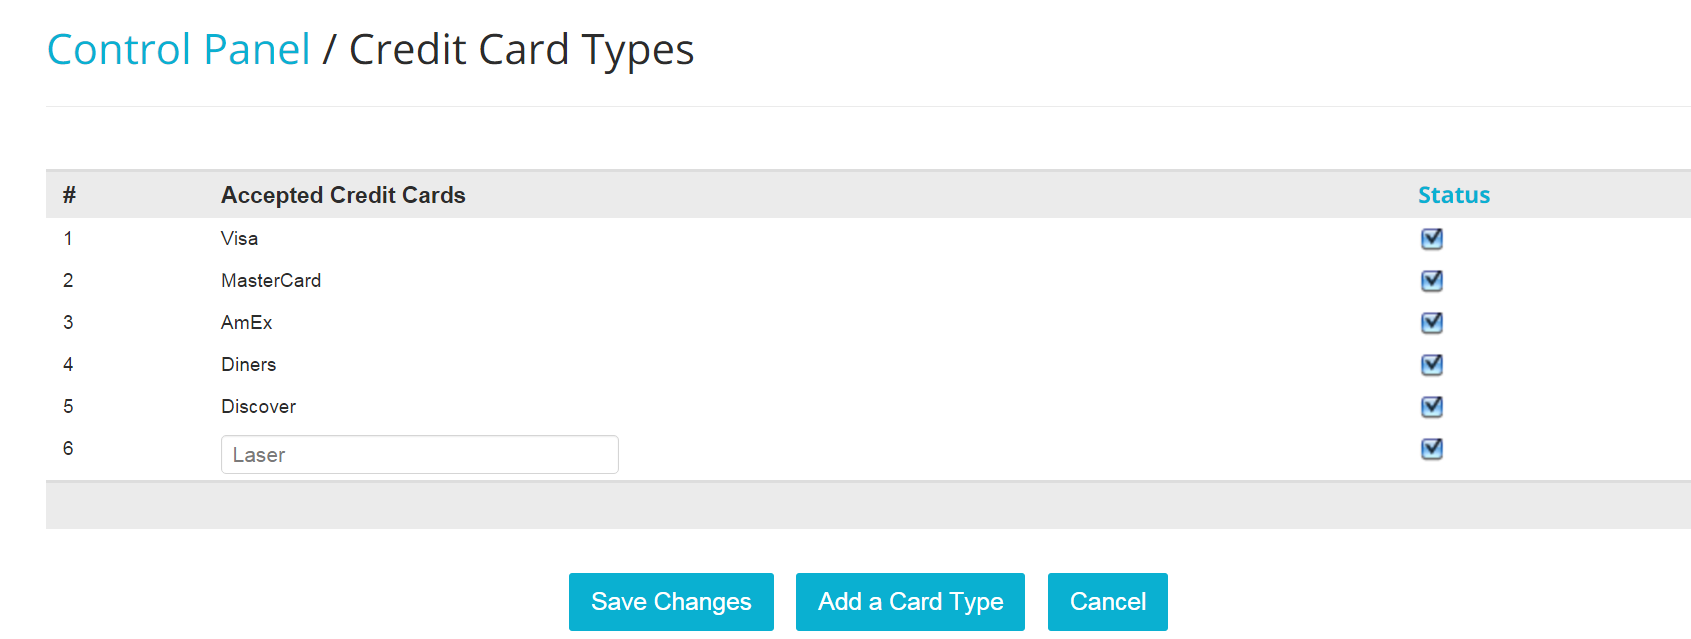 Control Panel / Credit Card Types
# Accepted Credit Cards Status
1 Visa
2 MasterCard
3 AmEx
4 Diners
5 Discover
6 Laser
Save Changes Add a Card Type Cancel